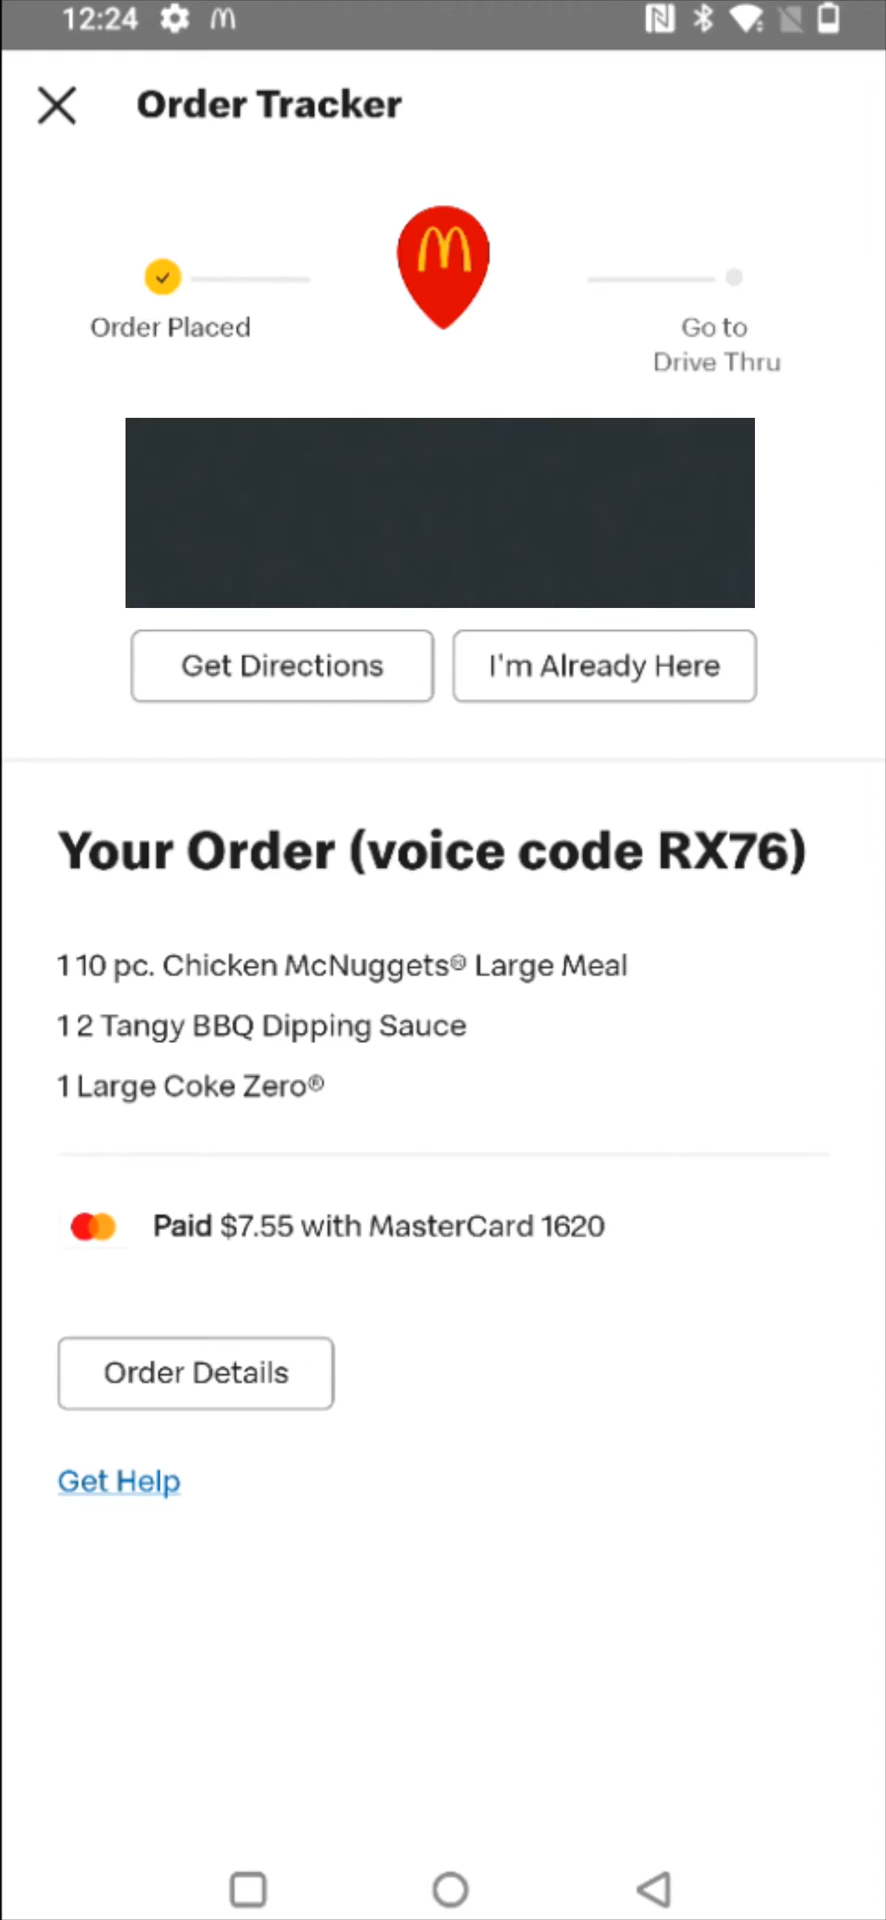 12:24
Order Tracker
Order Placed
Go to
Drive Thru
Get Directions
I'm Already Here
Your Order (voice code RX76)
1 10 pc. Chicken McNuggets® Large Meal
1 2 Tangy BBQ Dipping Sauce
1 Large Coke Zero®
Paid $7.55 with MasterCard 1620
Order Details
Get Help